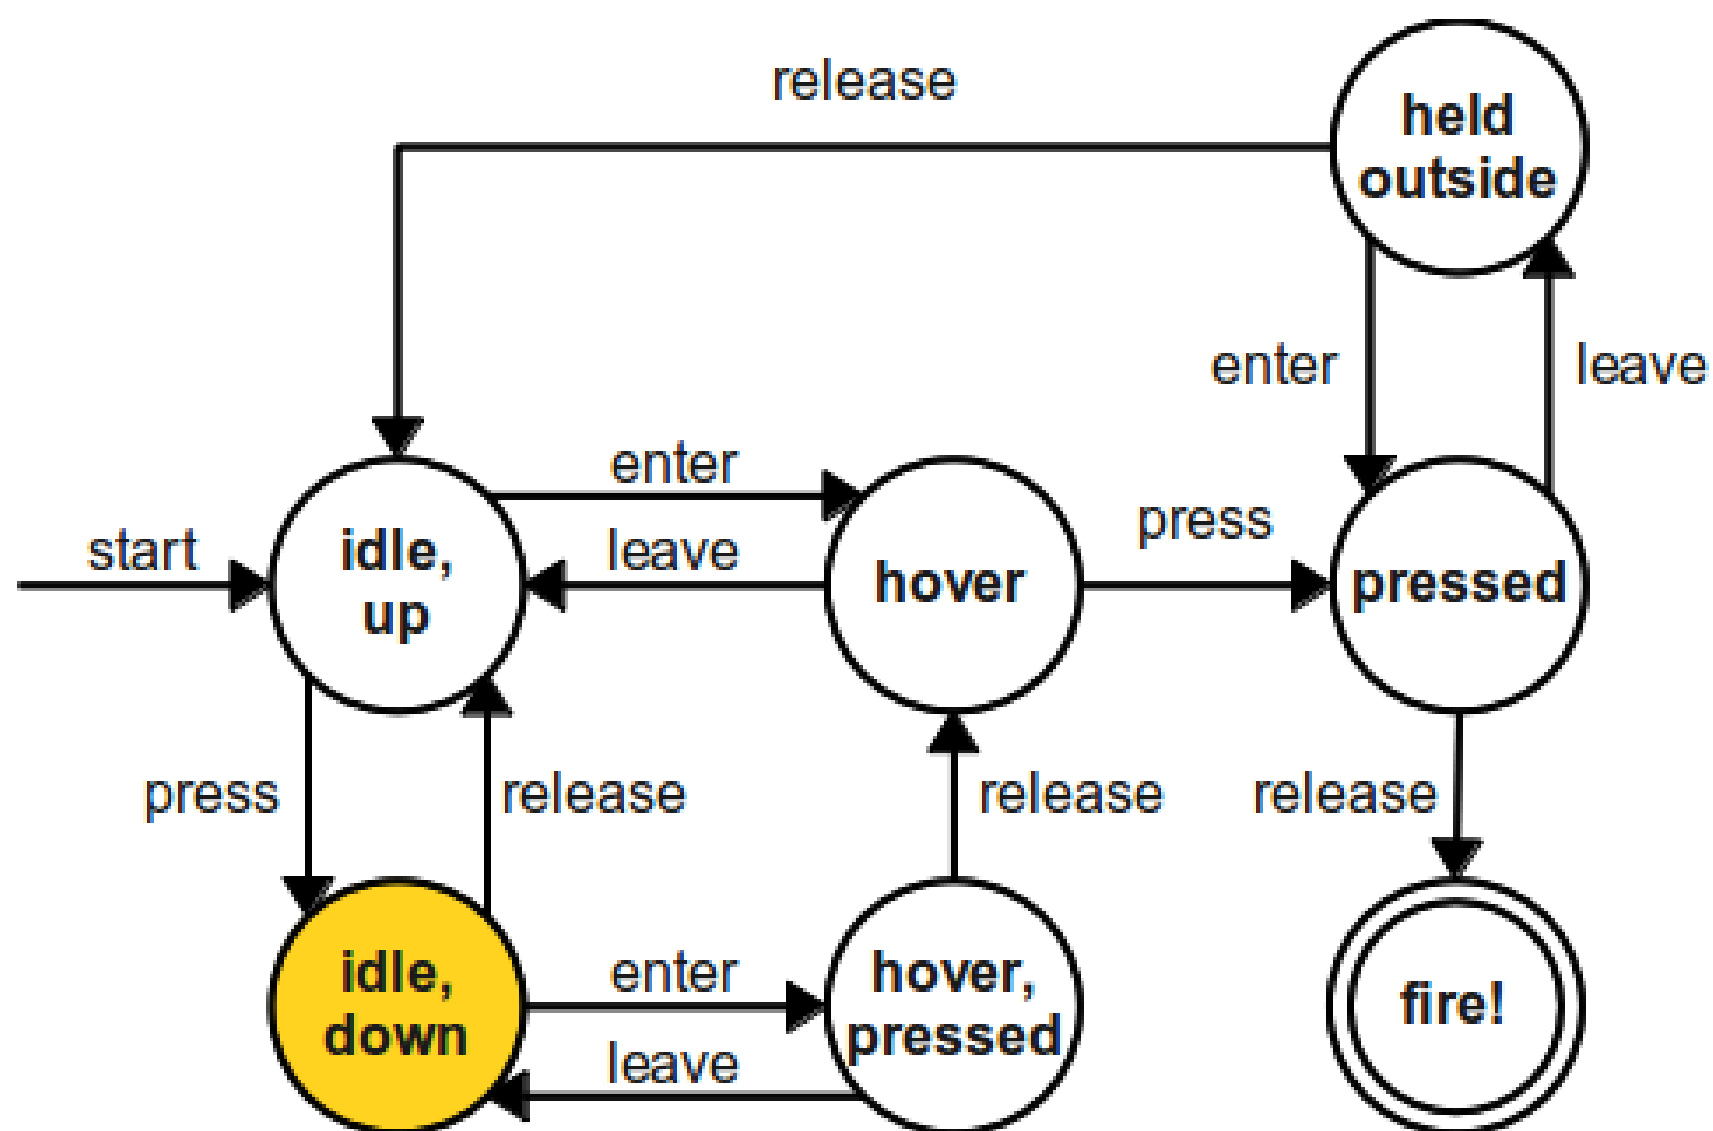 release
held
outside
enter
leave
enter
press
start
idle,
up
leave
hover
pressed
press
release
release
release
idle,
down
enter
hover,
pressed
fire!
leave